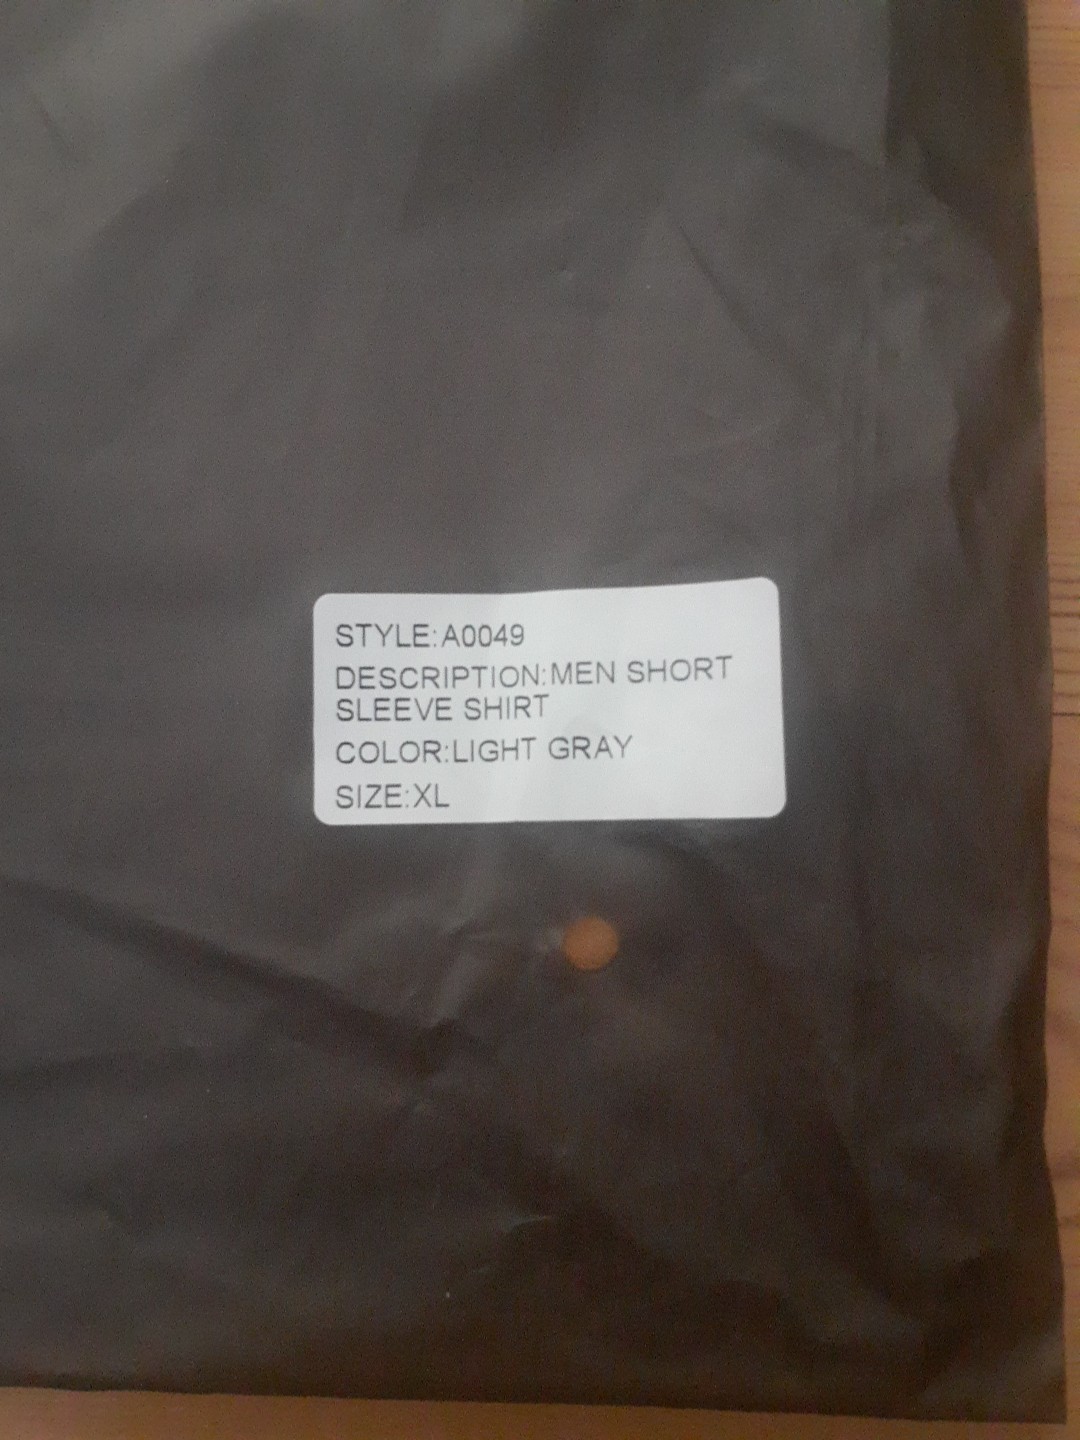 STYLE:A0049
DESCRIPTION:MEN SHORT
SLEEVE SHIRT
COLOR:LIGHT GRAY
SIZE:XL